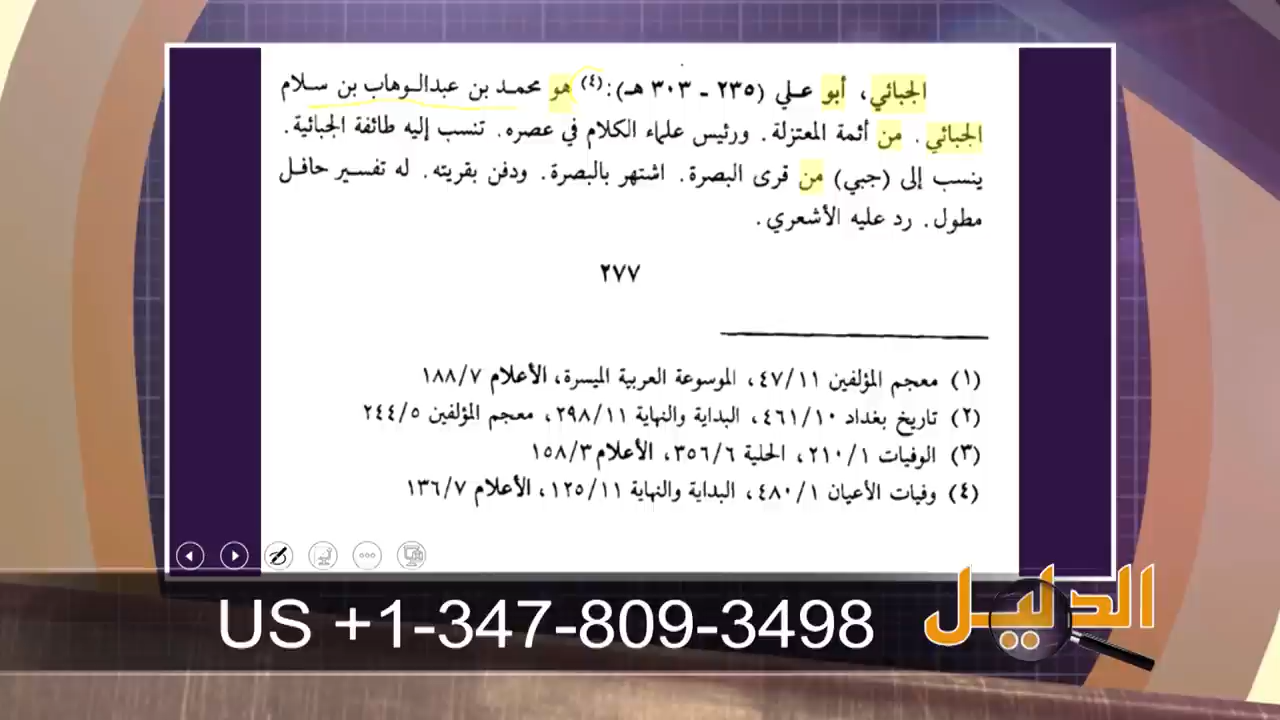 الجبائي، أبو علي (٢٣٥ - ٣٠٣ هـ):(٤) هو محمد بن عبدالوهاب بن سلام
الجبائي. من أئمة المعتزلة. ورئيس علماء الكلام في عصره. تنسب إليه طائفة الجبائية.
ينسب إلى (جبي) من قرى البصرة. اشتهر بالبصرة. ودفن بقريته. له تفسير حافل
مطول. رد عليه الأشعري.
٢٧٧
(١) معجم المؤلفين ٤٧/١١، الموسوعة العربية الميسرة، الأعلام ١٨٨/٧
(٢) تاريخ بغداد ٤٦١/١٠، البداية والنهاية ٢٩٨/١١، معجم المؤلفين ٢٤٤/٥
(٣) الوفيات ٢١٠/١، الحلية ٣٥٦/٦، الأعلام ١٥٨/٣
(٤) وفيات الأعيان ٤٨٠/١، البداية والنهاية ١٢٥/١١، الأعلام ١٣٦/٧
الدليل
US +1-347-809-3498